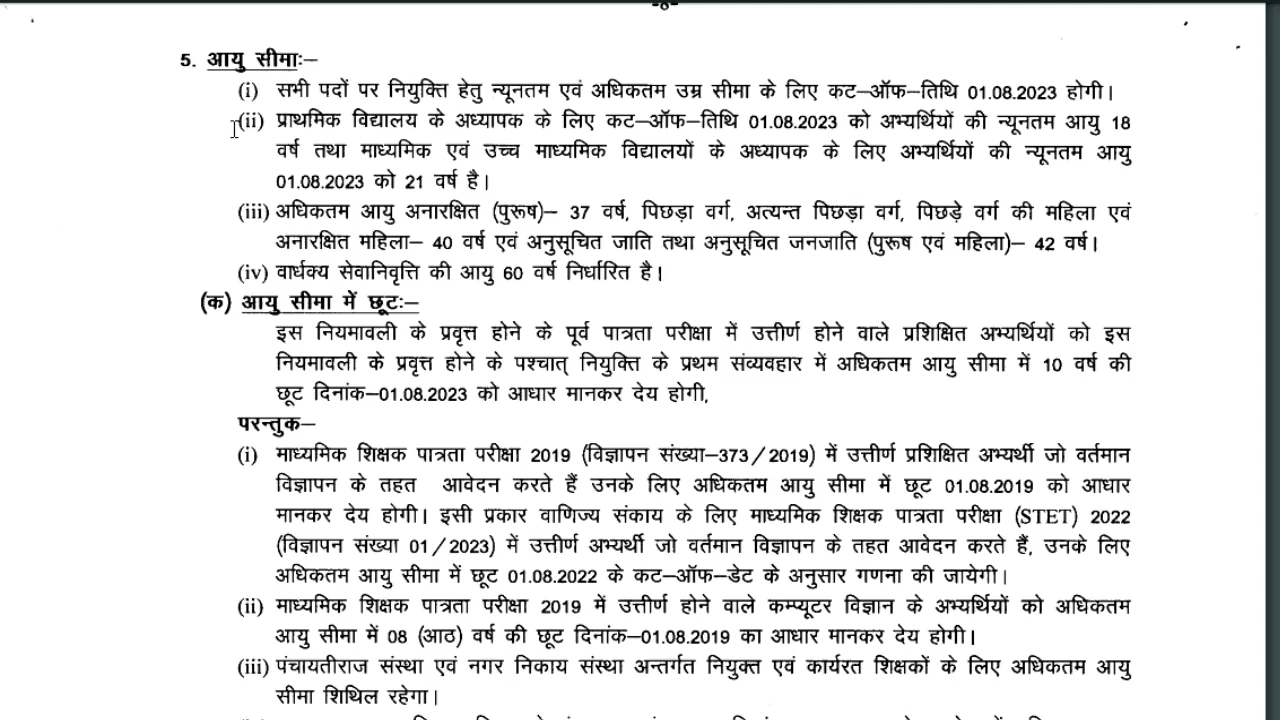 -8-
5. आयु सीमाः–
(i) सभी पदों पर नियुक्ति हेतु न्यूनतम एवं अधिकतम उम्र सीमा के लिए कट–ऑफ–तिथि 01.08.2023 होगी।
(ii) प्राथमिक विद्यालय के अध्यापक के लिए कट–ऑफ–तिथि 01.08.2023 को अभ्यर्थियों की न्यूनतम आयु 18
वर्ष तथा माध्यमिक एवं उच्च माध्यमिक विद्यालयों के अध्यापक के लिए अभ्यर्थियों की न्यूनतम आयु
01.08.2023 को 21 वर्ष है।
(iii) अधिकतम आयु अनारक्षित (पुरूष)– 37 वर्ष, पिछड़ा वर्ग, अत्यन्त पिछड़ा वर्ग, पिछड़े वर्ग की महिला एवं
अनारक्षित महिला– 40 वर्ष एवं अनुसूचित जाति तथा अनुसूचित जनजाति (पुरूष एवं महिला)– 42 वर्ष।
(iv) वार्धक्य सेवानिवृत्ति की आयु 60 वर्ष निर्धारित है।
(क) आयु सीमा में छूटः–
इस नियमावली के प्रवृत्त होने के पूर्व पात्रता परीक्षा में उत्तीर्ण होने वाले प्रशिक्षित अभ्यर्थियों को इस
नियमावली के प्रवृत्त होने के पश्चात् नियुक्ति के प्रथम संव्यवहार में अधिकतम आयु सीमा में 10 वर्ष की
छूट दिनांक–01.08.2023 को आधार मानकर देय होगी,
परन्तुक–
(i) माध्यमिक शिक्षक पात्रता परीक्षा 2019 (विज्ञापन संख्या–373/2019) में उत्तीर्ण प्रशिक्षित अभ्यर्थी जो वर्तमान
विज्ञापन के तहत आवेदन करते हैं उनके लिए अधिकतम आयु सीमा में छूट 01.08.2019 को आधार
मानकर देय होगी। इसी प्रकार वाणिज्य संकाय के लिए माध्यमिक शिक्षक पात्रता परीक्षा (STET) 2022
(विज्ञापन संख्या 01/2023) में उत्तीर्ण अभ्यर्थी जो वर्तमान विज्ञापन के तहत आवेदन करते हैं, उनके लिए
अधिकतम आयु सीमा में छूट 01.08.2022 के कट–ऑफ–डेट के अनुसार गणना की जायेगी।
(ii) माध्यमिक शिक्षक पात्रता परीक्षा 2019 में उत्तीर्ण होने वाले कम्प्यूटर विज्ञान के अभ्यर्थियों को अधिकतम
आयु सीमा में 08 (आठ) वर्ष की छूट दिनांक–01.08.2019 का आधार मानकर देय होगी।
(iii) पंचायतीराज संस्था एवं नगर निकाय संस्था अन्तर्गत नियुक्त एवं कार्यरत शिक्षकों के लिए अधिकतम आयु
सीमा शिथिल रहेगा।